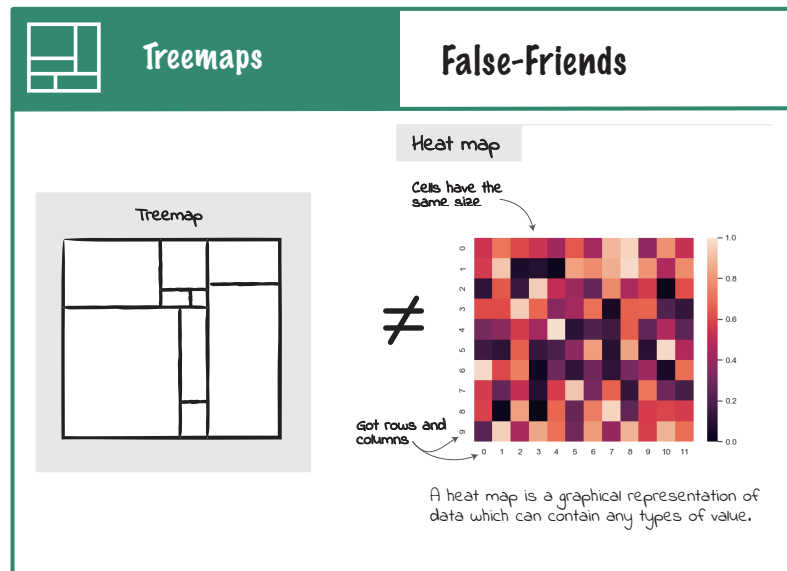 Treemaps
False-Friends
Heat map
Cells have the
same size
Treemap
≠
0
1
2
3
4
5
6
7
8
9
0 1 2 3 4 5 6 7 8 9 10 11
1.0
0.8
0.6
0.4
0.2
0.0
Got rows and
columns
A heat map is a graphical representation of
data which can contain any types of value.